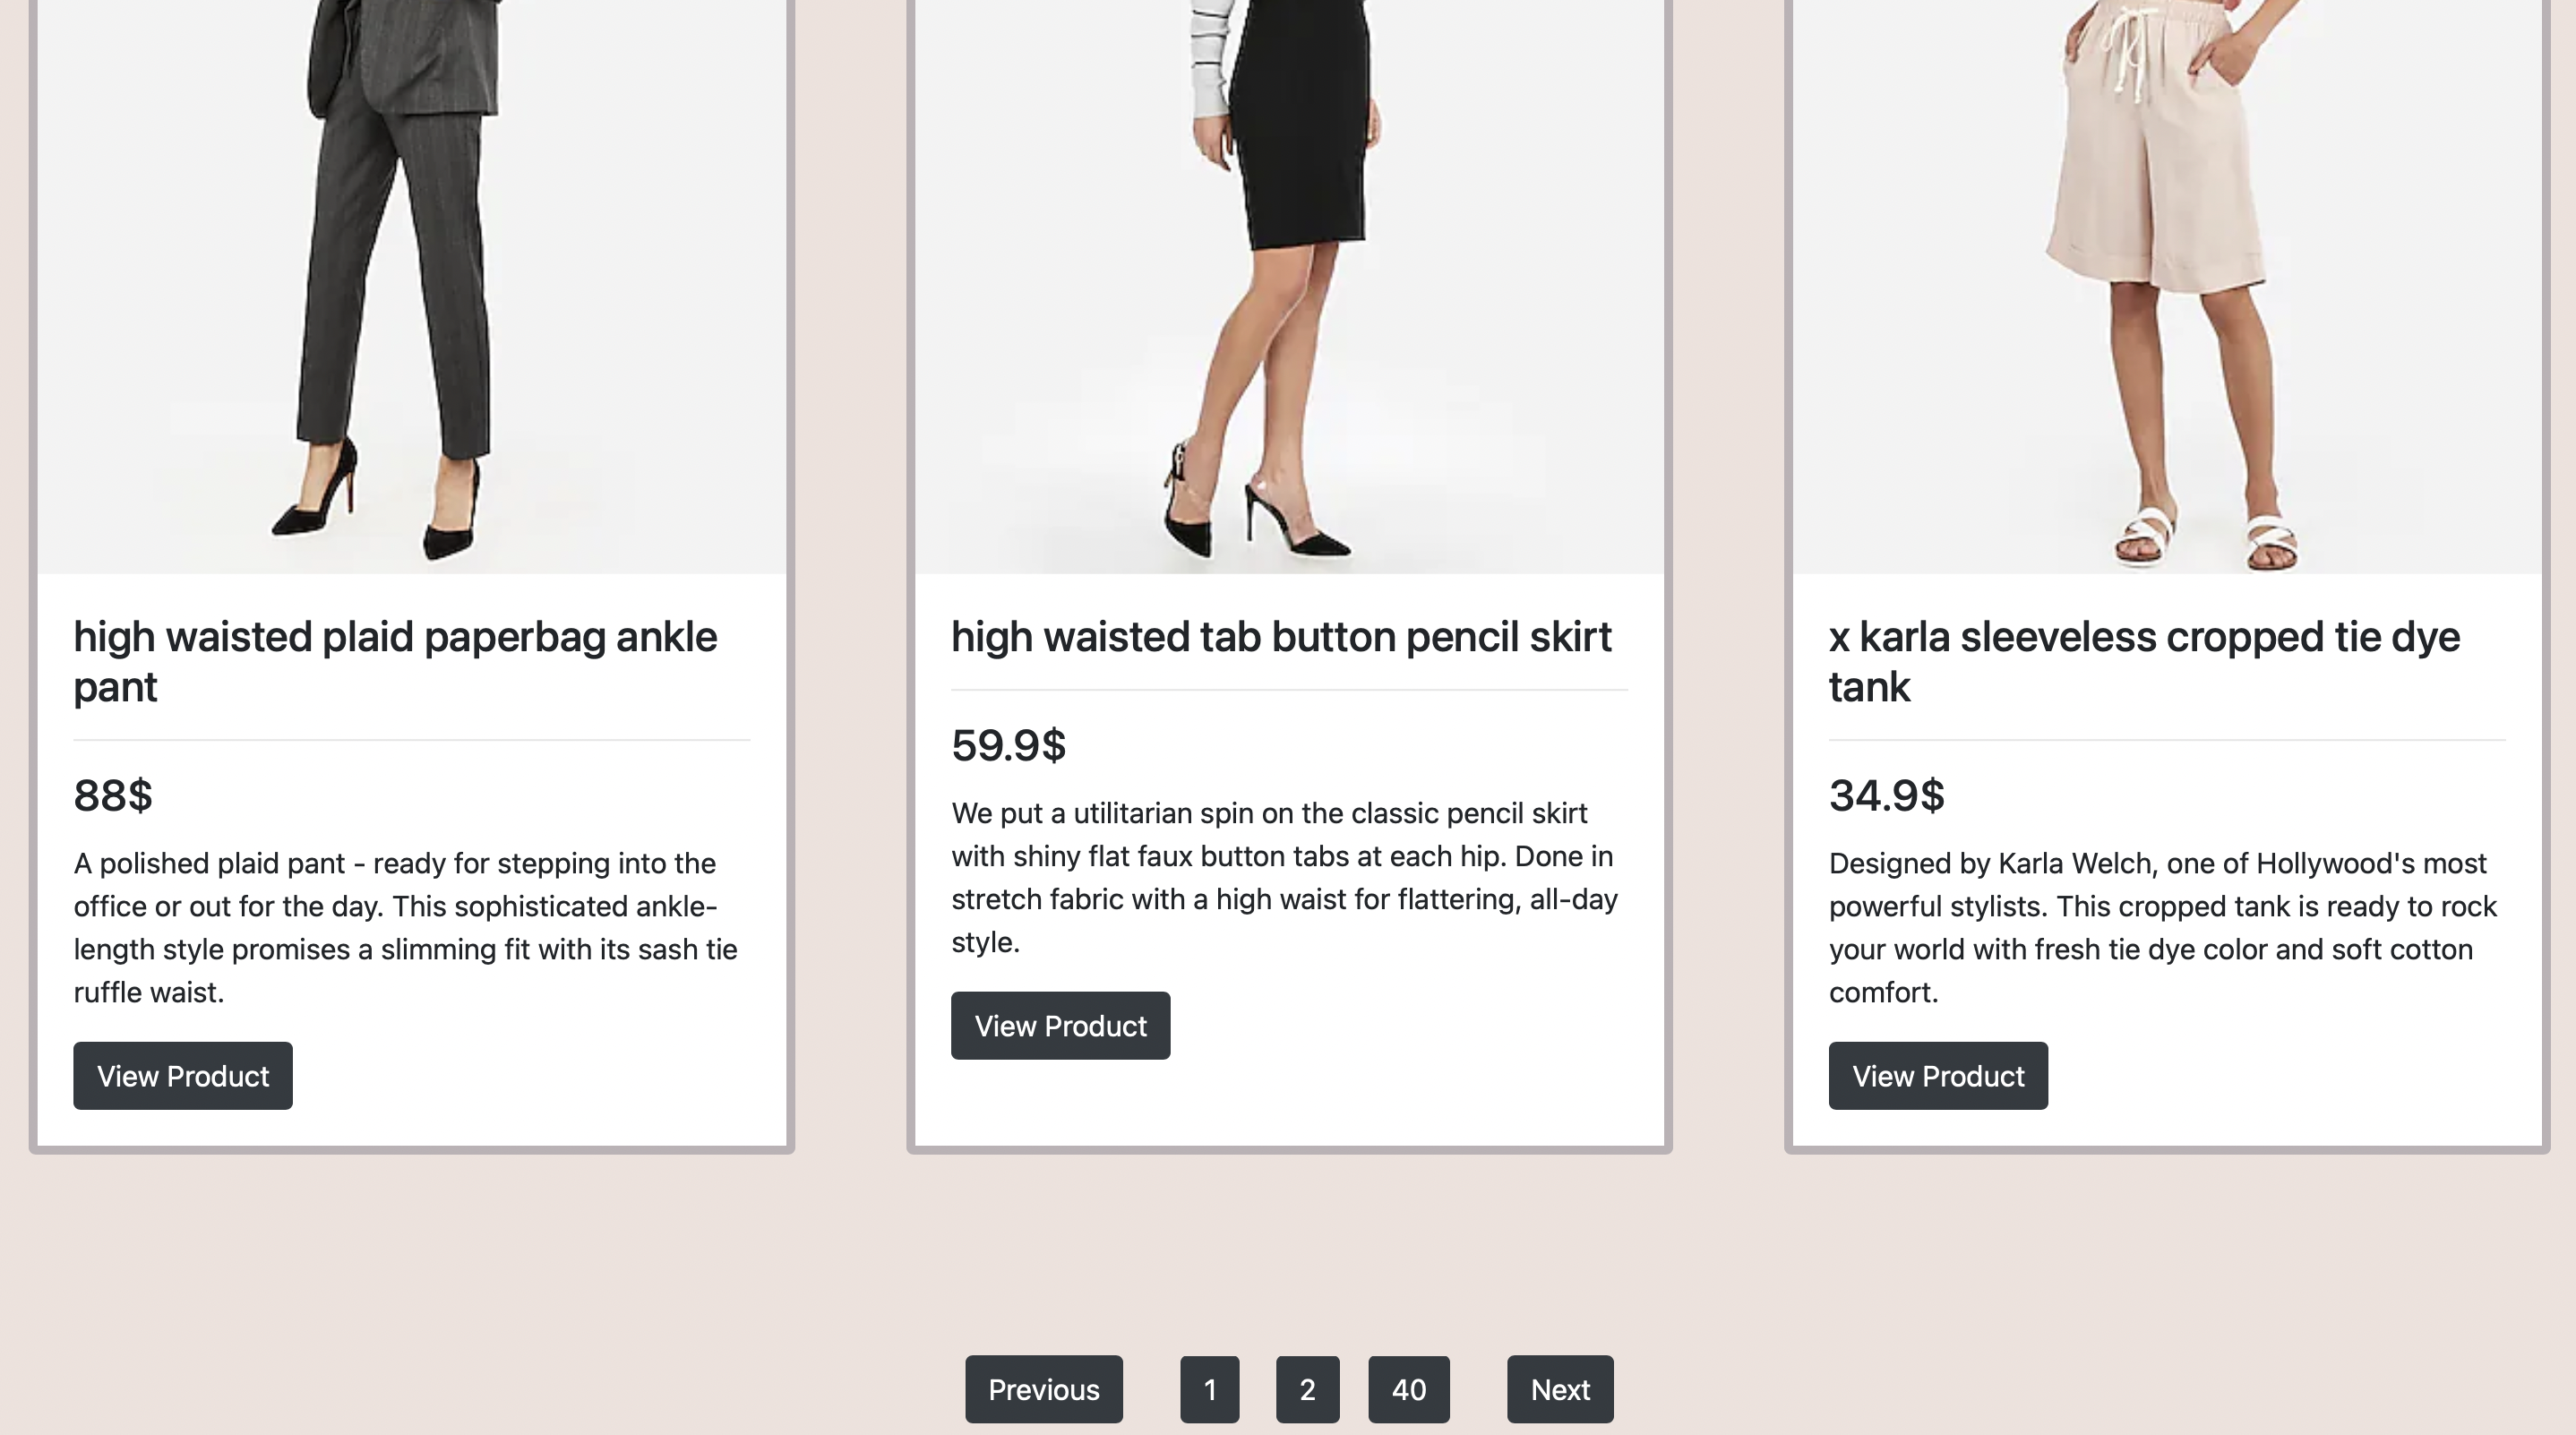 high waisted plaid paperbag ankle
pant
88$
A polished plaid pant - ready for stepping into the
office or out for the day. This sophisticated ankle-
length style promises a slimming fit with its sash tie
ruffle waist.
View Product
high waisted tab button pencil skirt
59.9$
We put a utilitarian spin on the classic pencil skirt
with shiny flat faux button tabs at each hip. Done in
stretch fabric with a high waist for flattering, all-day
style.
View Product
x karla sleeveless cropped tie dye
tank
34.9$
Designed by Karla Welch, one of Hollywood's most
powerful stylists. This cropped tank is ready to rock
your world with fresh tie dye color and soft cotton
comfort.
View Product
Previous 1 2 40 Next